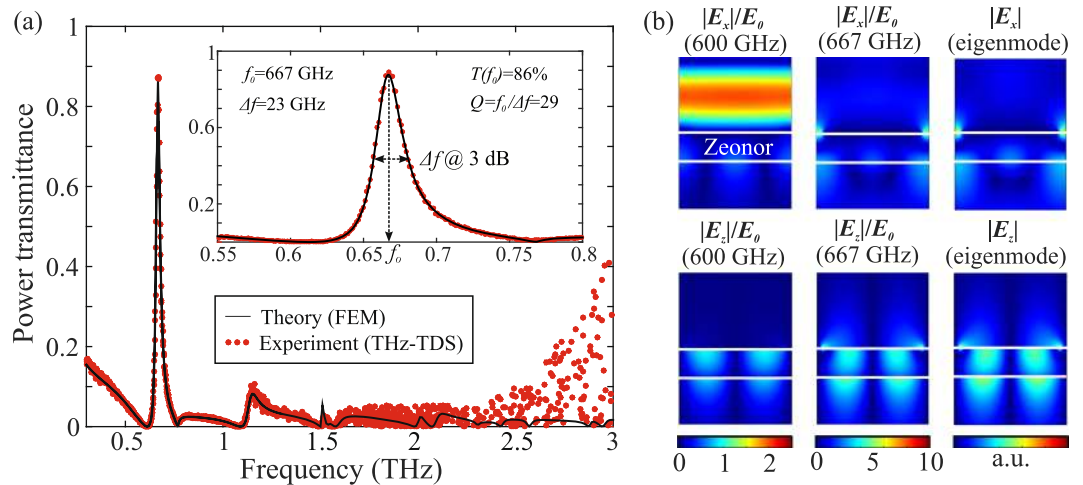 (a)
1
0.8
0.6
0.4
0.2
0
0.5
1
1.5
2
2.5
3
Power transmittance
Frequency (THz)
1
0.8
0.6
0.4
0.2
0.55
0.6
0.65
f₀
0.7
0.75
0.8
f₀=667 GHz
Δf=23 GHz
T(f₀)=86%
Q=f₀/Δf=29
Δf@ 3 dB
Theory (FEM)
Experiment (THz-TDS)
(b)
|Eₓ|/E₀
(600 GHz)
|Eₓ|/E₀
(667 GHz)
|Eₓ|
(eigenmode)
Zeonor
|E_z|/E₀
(600 GHz)
|E_z|/E₀
(667 GHz)
|E_z|
(eigenmode)
0 1 2
0 5 10
a.u.